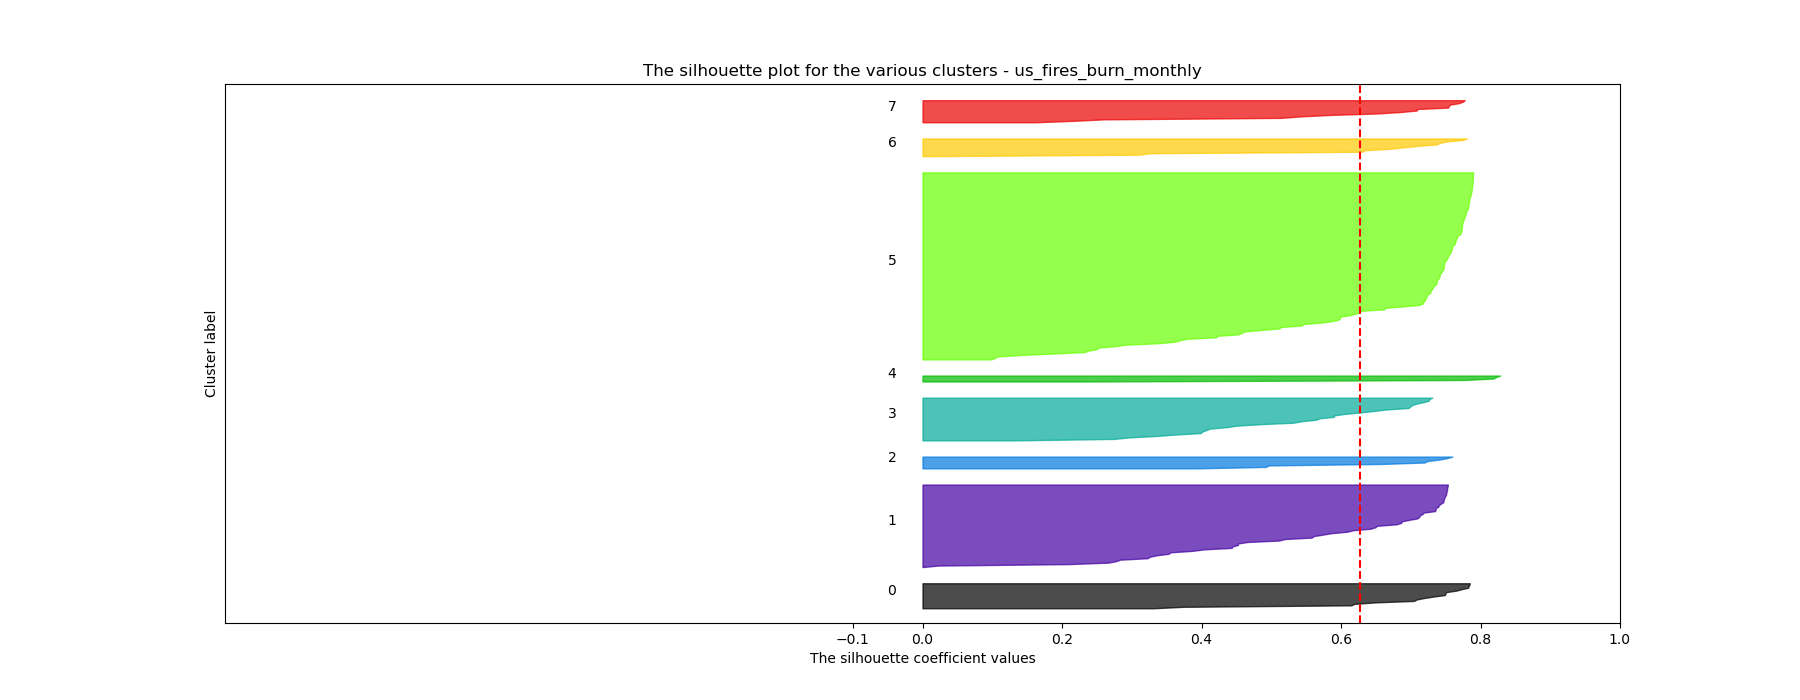 The silhouette plot for the various clusters - us_fires_burn_monthly
7
6
5
4
3
2
1
0
Cluster label
−0.1 0.0 0.2 0.4 0.6 0.8 1.0
The silhouette coefficient values